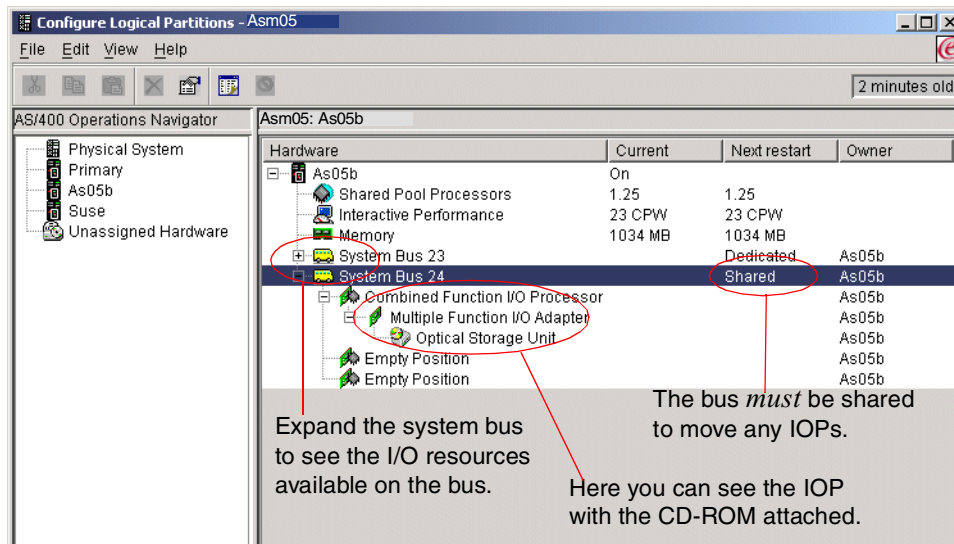 Configure Logical Partitions - Asm05
File Edit View Help
2 minutes old
AS/400 Operations Navigator
Asm05: As05b
Physical System
Primary
As05b
Suse
Unassigned Hardware
Hardware Current Next restart Owner
As05b On
Shared Pool Processors 1.25 1.25
Interactive Performance 23 CPW 23 CPW
Memory 1034 MB 1034 MB
System Bus 23 Dedicated As05b
System Bus 24 Shared As05b
Combined Function I/O Processor As05b
Multiple Function I/O Adapter As05b
Optical Storage Unit As05b
Empty Position As05b
Empty Position As05b
Expand the system bus
to see the I/O resources
available on the bus.
The bus must be shared
to move any IOPs.
Here you can see the IOP
with the CD-ROM attached.